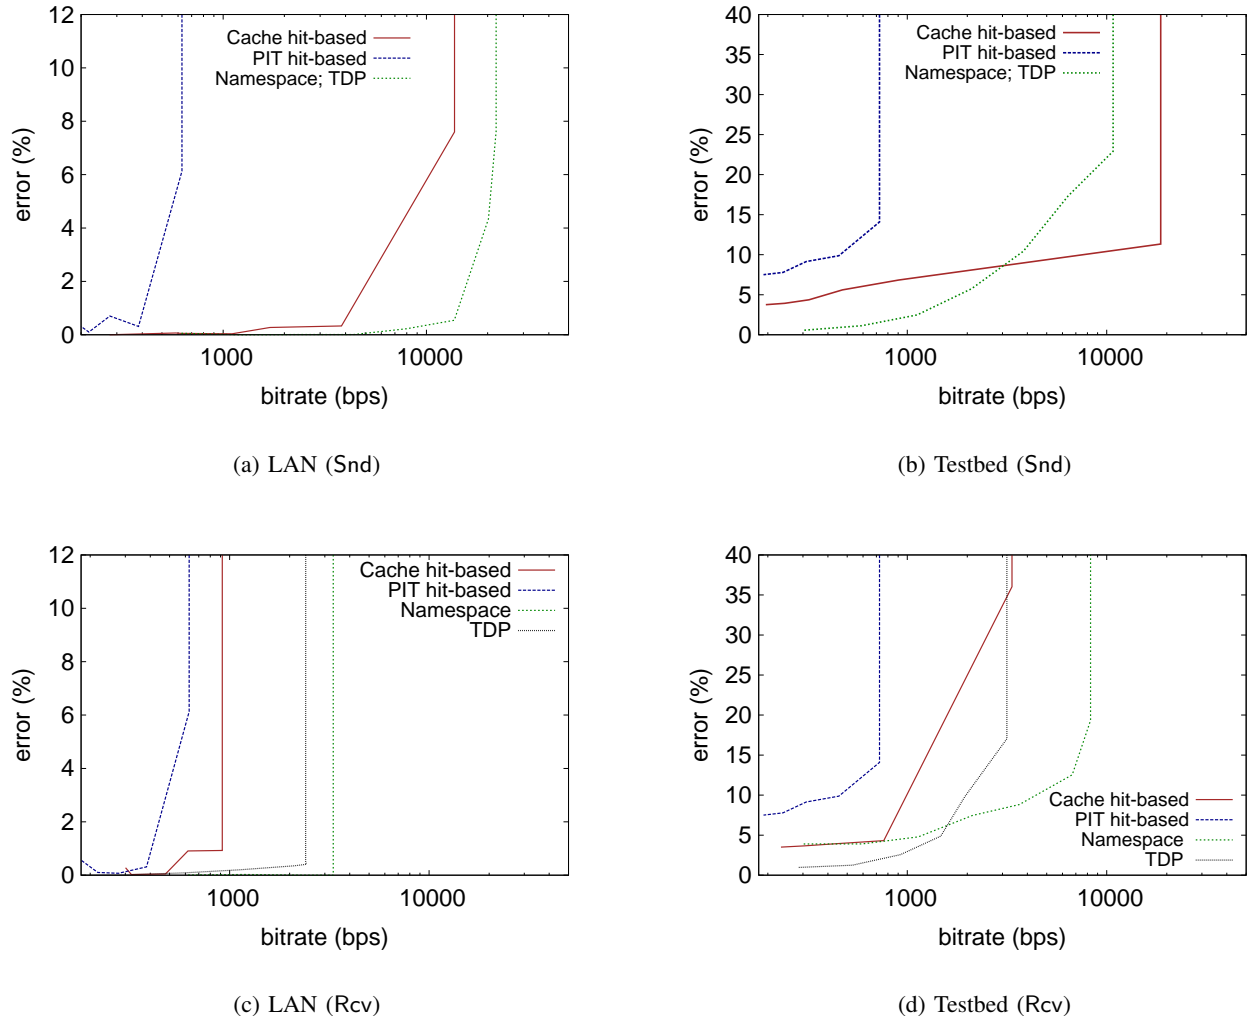 12
10
8
6
4
2
0
error (%)
Cache hit-based
PIT hit-based
Namespace; TDP
1000
10000
bitrate (bps)
(a) LAN (Snd)
40
35
30
25
20
15
10
5
0
error (%)
Cache hit-based
PIT hit-based
Namespace; TDP
1000
10000
bitrate (bps)
(b) Testbed (Snd)
12
10
8
6
4
2
0
error (%)
Cache hit-based
PIT hit-based
Namespace
TDP
1000
10000
bitrate (bps)
(c) LAN (Rcv)
40
35
30
25
20
15
10
5
0
error (%)
Cache hit-based
PIT hit-based
Namespace
TDP
1000
10000
bitrate (bps)
(d) Testbed (Rcv)